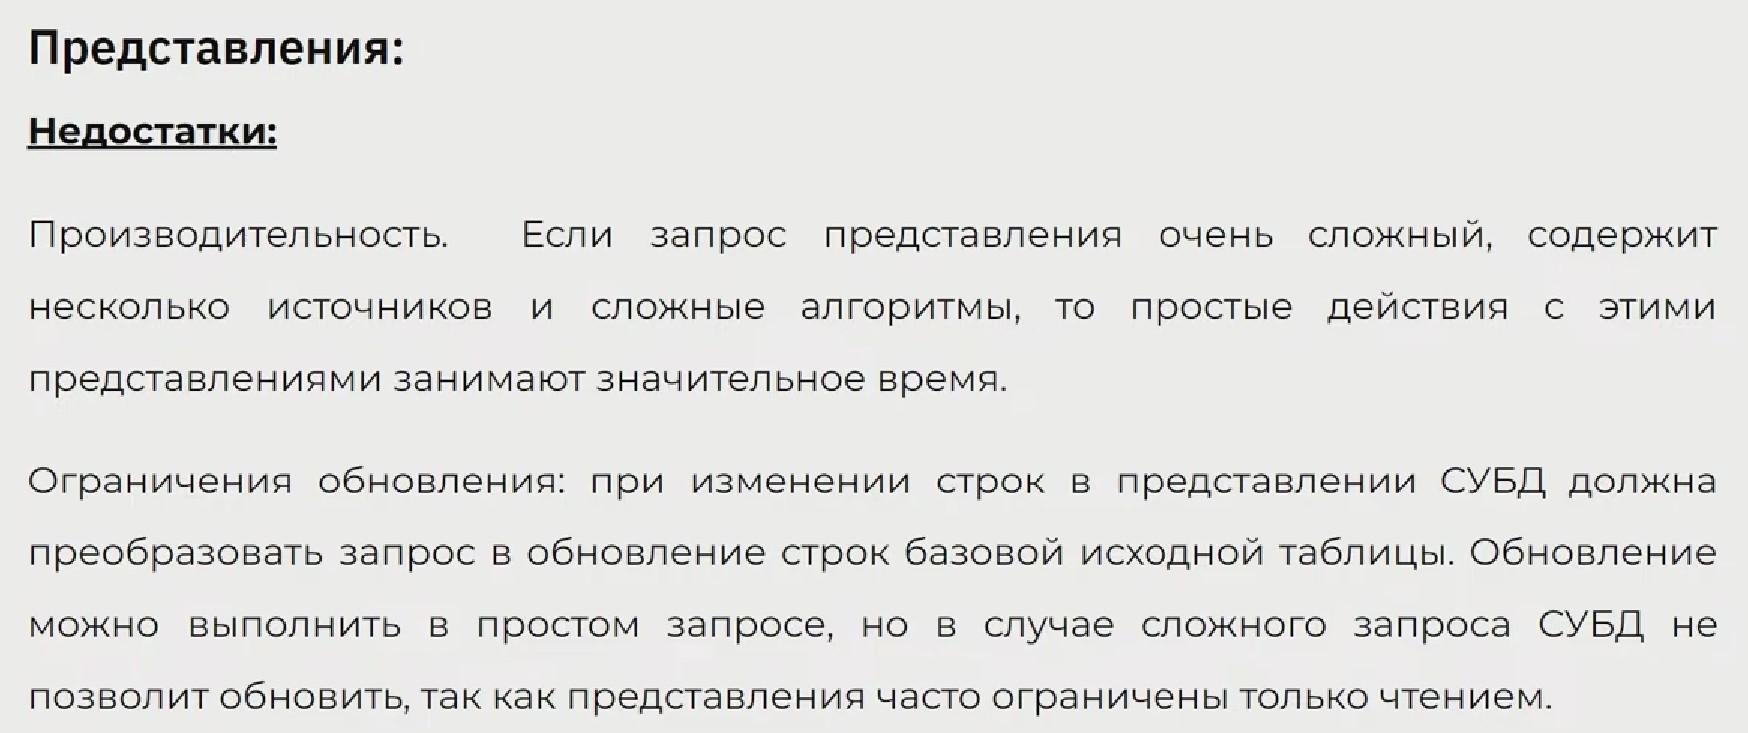 Представления:
Недостатки:
Производительность. Если запрос представления очень сложный, содержит
несколько источников и сложные алгоритмы, то простые действия с этими
представлениями занимают значительное время.
Ограничения обновления: при изменении строк в представлении СУБД должна
преобразовать запрос в обновление строк базовой исходной таблицы. Обновление
можно выполнить в простом запросе, но в случае сложного запроса СУБД не
позволит обновить, так как представления часто ограничены только чтением.